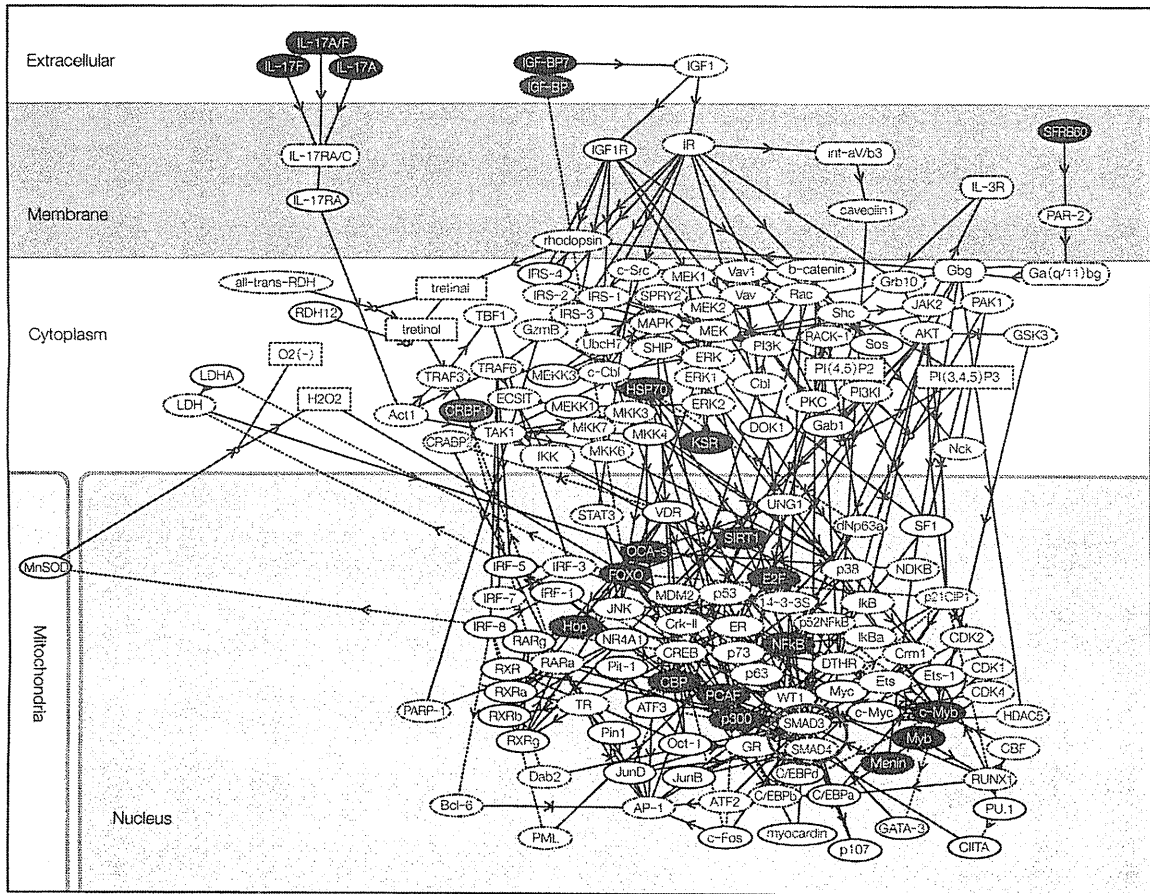 Extracellular
IL-17A/F
IL-17F
IL-17A
IGF-BP7
IGF-BP
IGF1
SFRB60
IL-17RA/C
IGF1R
IR
int-aV/b3
IL-3R
IL-17RA
caveolin1
PAR-2
Membrane
rhodopsin
IRS-4
c-Src
MEK1
Vav1
b-catenin
Grb10
Gbg
Ga(q/11)bg
all-trans-RDH
tretinal
IRS-2
IRS-1
SPRY2
MEK2
Vav
Rac
Shc
JAK2
PAK1
RDH12
tretinol
TBF1
GzmB
IRS-3
MAPK
MEK
PI3K
RACK-1
Sos
AKT
GSK3
Cytoplasm
O2(-)
UbcH7
SHIP
ERK
PI(4,5)P2
PI(3,4,5)P3
LDHA
TRAF3
TRAF6
MEKK3
c-Cbl
ERK1
Cbl
PKC
PI3KI
LDH
H2O2
Act1
CRBP1
ECSIT
MEKK1
HSP70
MKK3
ERK2
DOK1
Gab1
CRABP
TAK1
IKK
MKK7
MKK6
MKK4
KSR
Nck
STAT3
VDR
UNG1
dNp63a
SF1
MnSOD
IRF-5
IRF-3
OCA-s
FOXO
SIRT1
E2F
p38
NDKB
p21CiP1
IRF-7
IRF-1
JNK
MDM2
p53
14-3-3S
IkB
IRF-8
RARg
Hop
NR4A1
Crk-II
ER
p52NFkB
IkBa
CDK2
Mitochondria
RXR
RARa
Pit-1
CREB
p73
NFkB
DTHR
Crm1
CDK1
RXRa
CBP
PCAF
p63
WT1
Myc
Ets
Ets-1
CDK4
PARP-1
RXRb
TR
ATF3
p300
SMAD3
c-Myc
c-Myb
HDAC5
RXRg
Pin1
Oct-1
GR
SMAD4
Myb
CBF
Dab2
JunD
JunB
C/EBPd
Menin
RUNX1
Bcl-6
AP-1
ATF2
C/EBPb
C/EBPa
PU.1
Nucleus
PML
c-Fos
myocardin
p107
GATA-3
CIITA